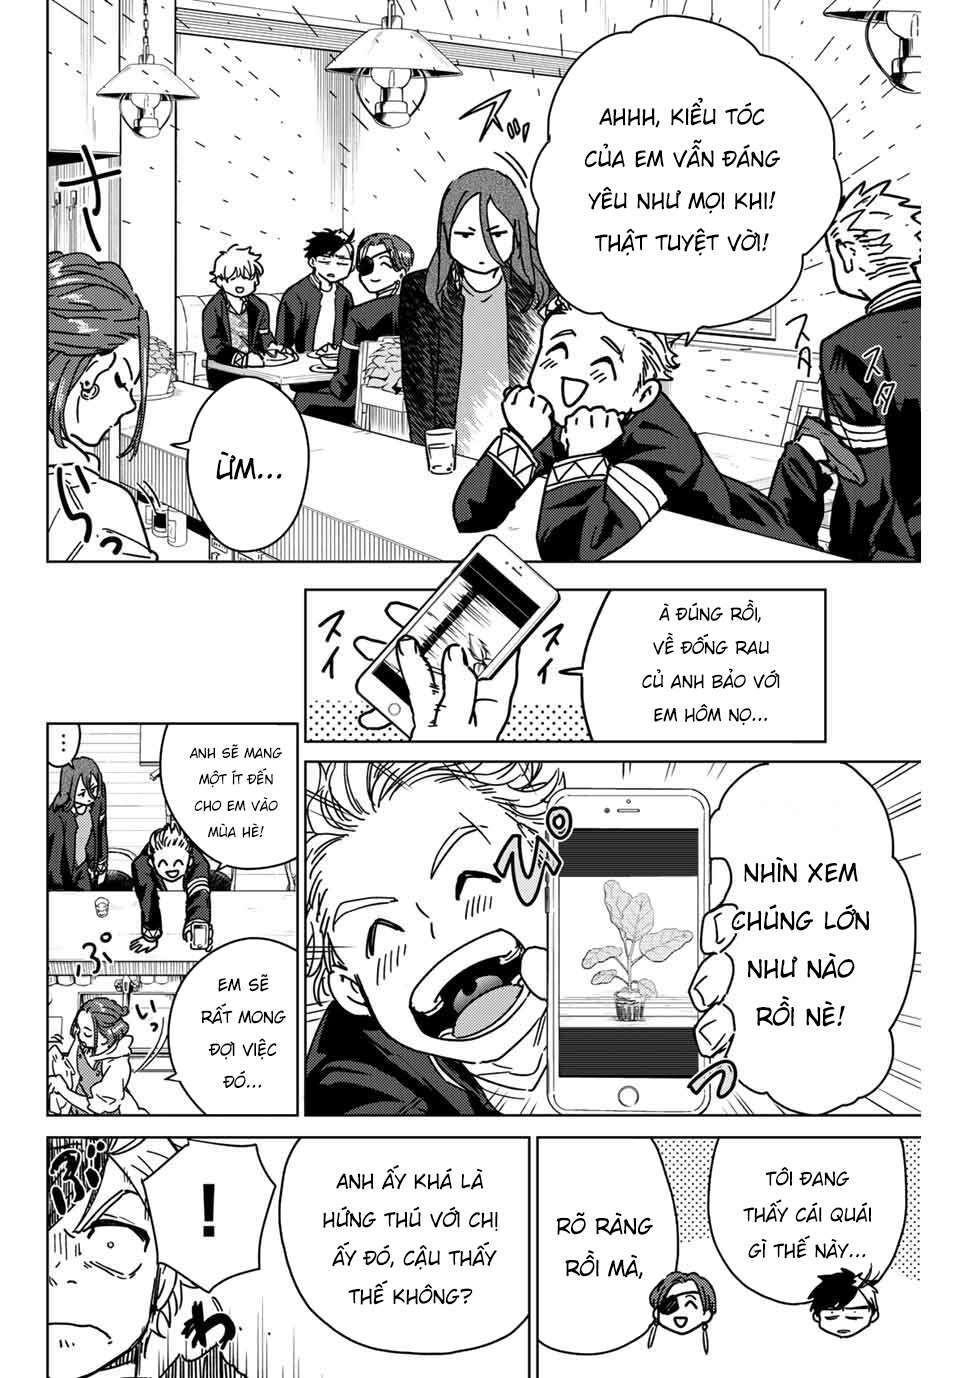 AHHH, KIỂU TÓC
CỦA EM VẪN ĐÁNG
YÊU NHƯ MỌI KHI!
THẬT TUYỆT VỜI!
ỪM...
À ĐÚNG RỒI,
VỀ ĐỐNG RAU
CỦ ANH BẢO VỚI
EM HÔM NỌ...
NHÌN XEM
CHÚNG LỚN
NHƯ NÀO
RỒI NÈ!
...
ANH SẼ MANG
MỘT ÍT ĐẾN
CHO EM VÀO
MÙA HÈ!
EM SẼ
RẤT MONG
ĐỢI VIỆC
ĐÓ...
TÔI ĐANG
THẤY CÁI QUÁI
GÌ THẾ NÀY...
RÕ RÀNG
RỒI MÀ,
ANH ẤY KHÁ LÀ
HỨNG THÚ VỚI CHỊ
ẤY ĐÓ, CẬU THẤY
THẾ KHÔNG?
!